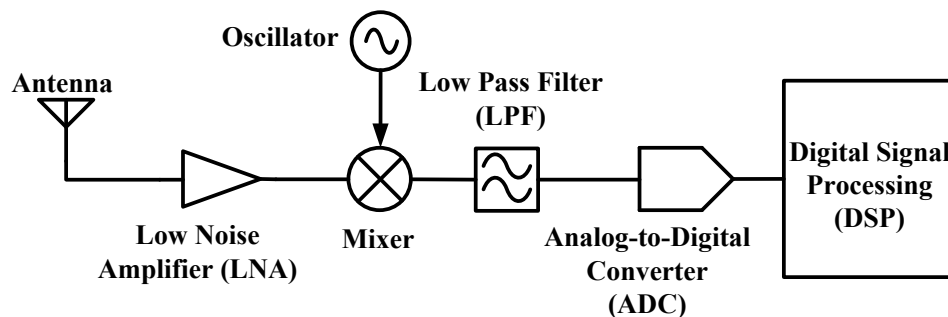 Oscillator
Antenna
Low Pass Filter
(LPF)
Low Noise
Amplifier (LNA)
Mixer
Analog-to-Digital
Converter
(ADC)
Digital Signal
Processing
(DSP)